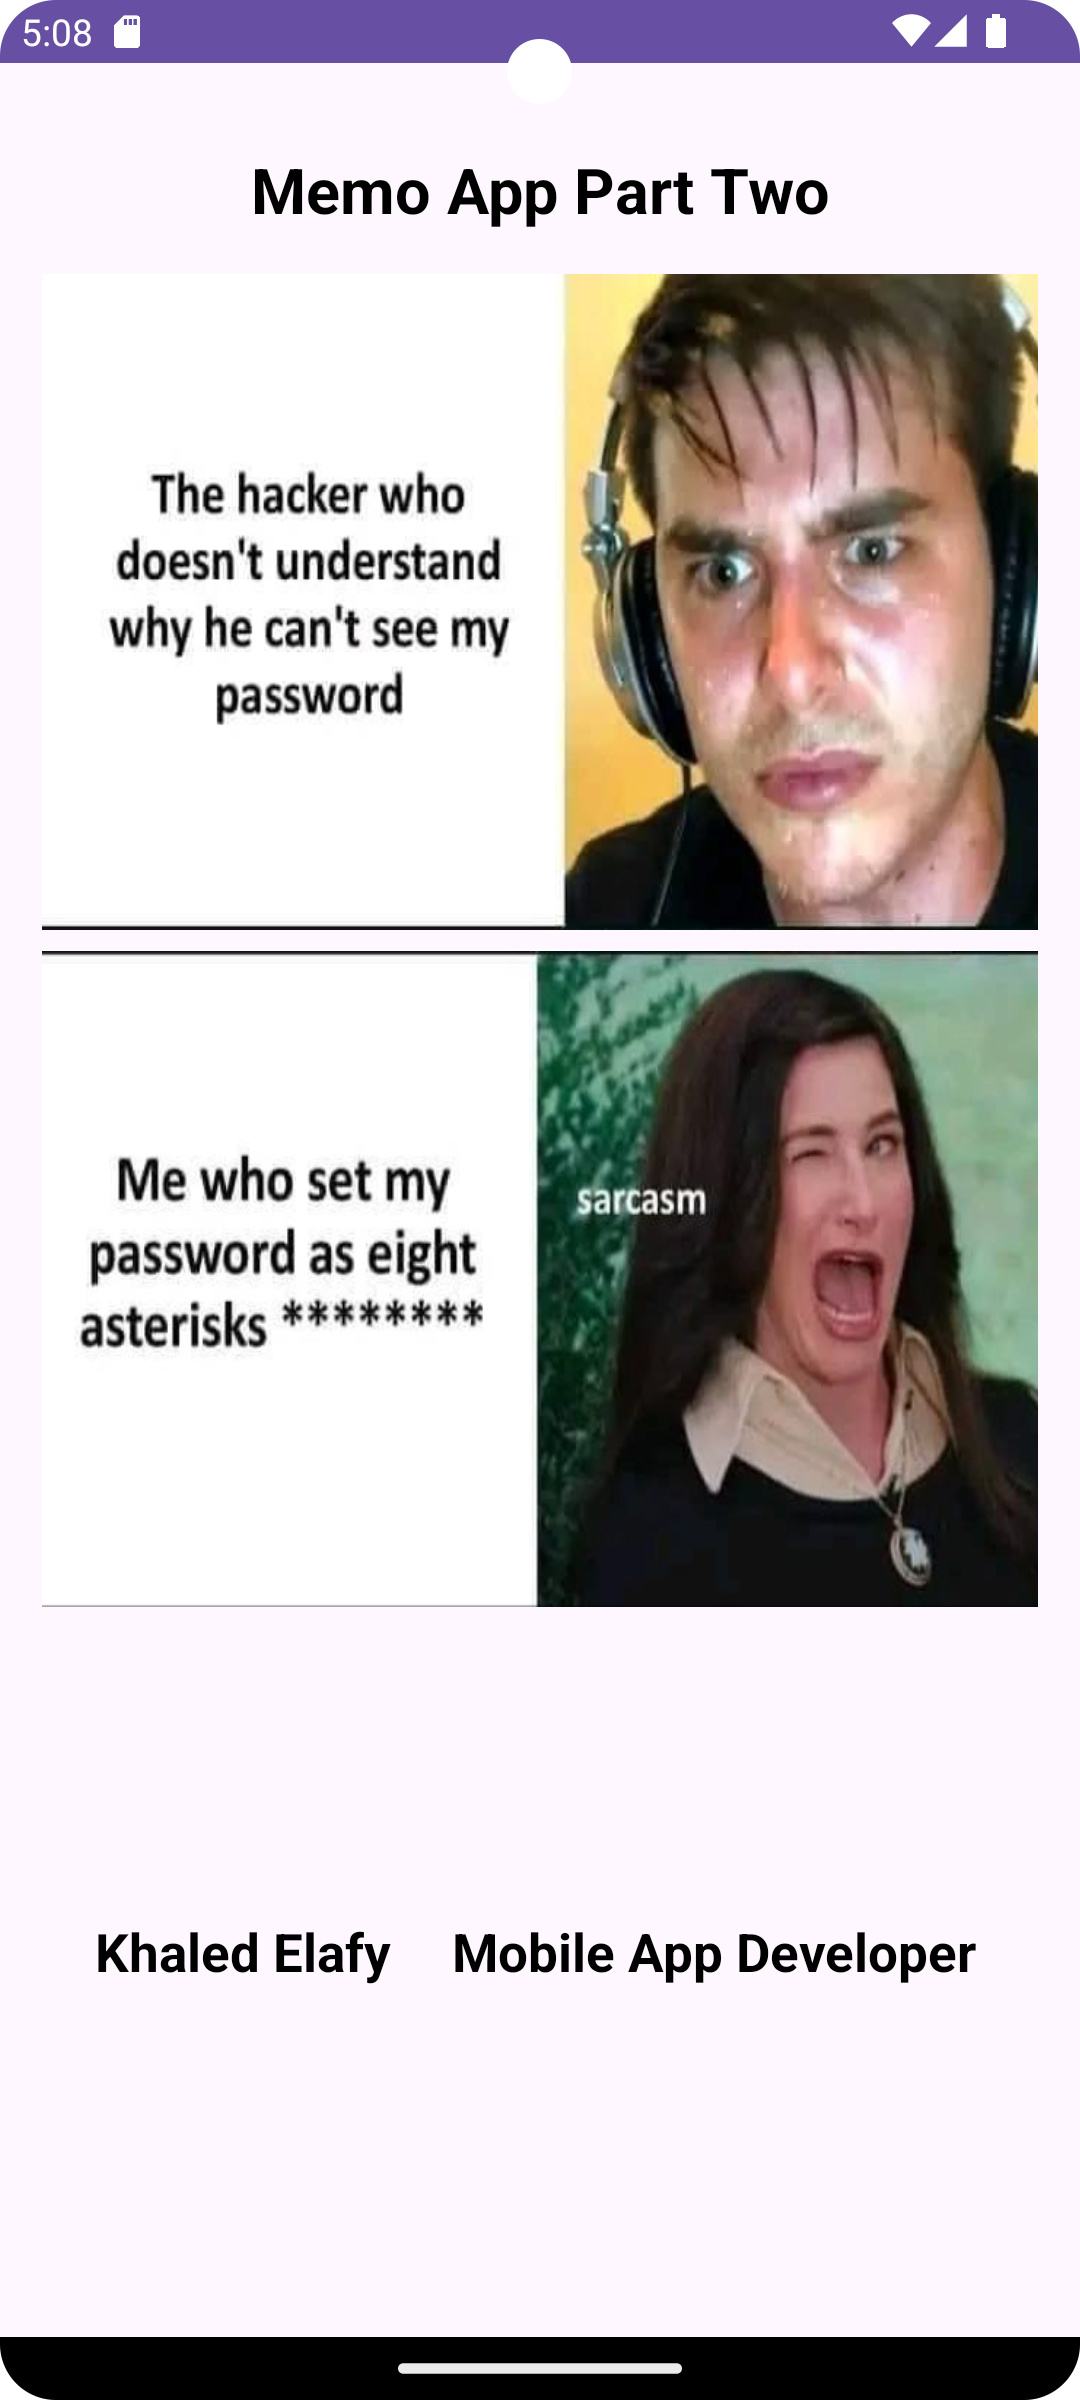 5:08
Memo App Part Two
The hacker who
doesn't understand
why he can't see my
password
Me who set my
password as eight
asterisks ********
sarcasm
Khaled Elafy Mobile App Developer